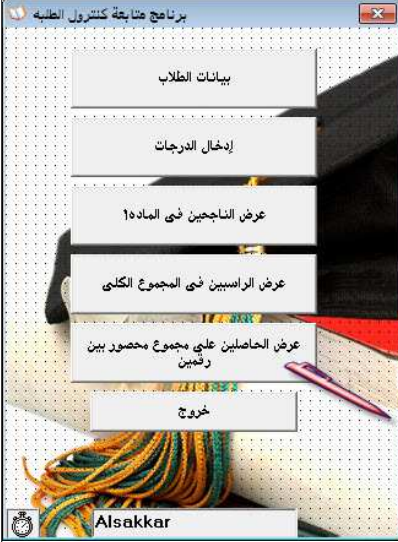 برنامج متابعة كنترول الطلبه
بيانات الطلاب
إدخال الدرجات
عرض الناجحين فى الماده1
عرض الراسبين فى المجموع الكلى
عرض الحاصلين على مجموع محصور بين
رقمين
خروج
Alsakkar